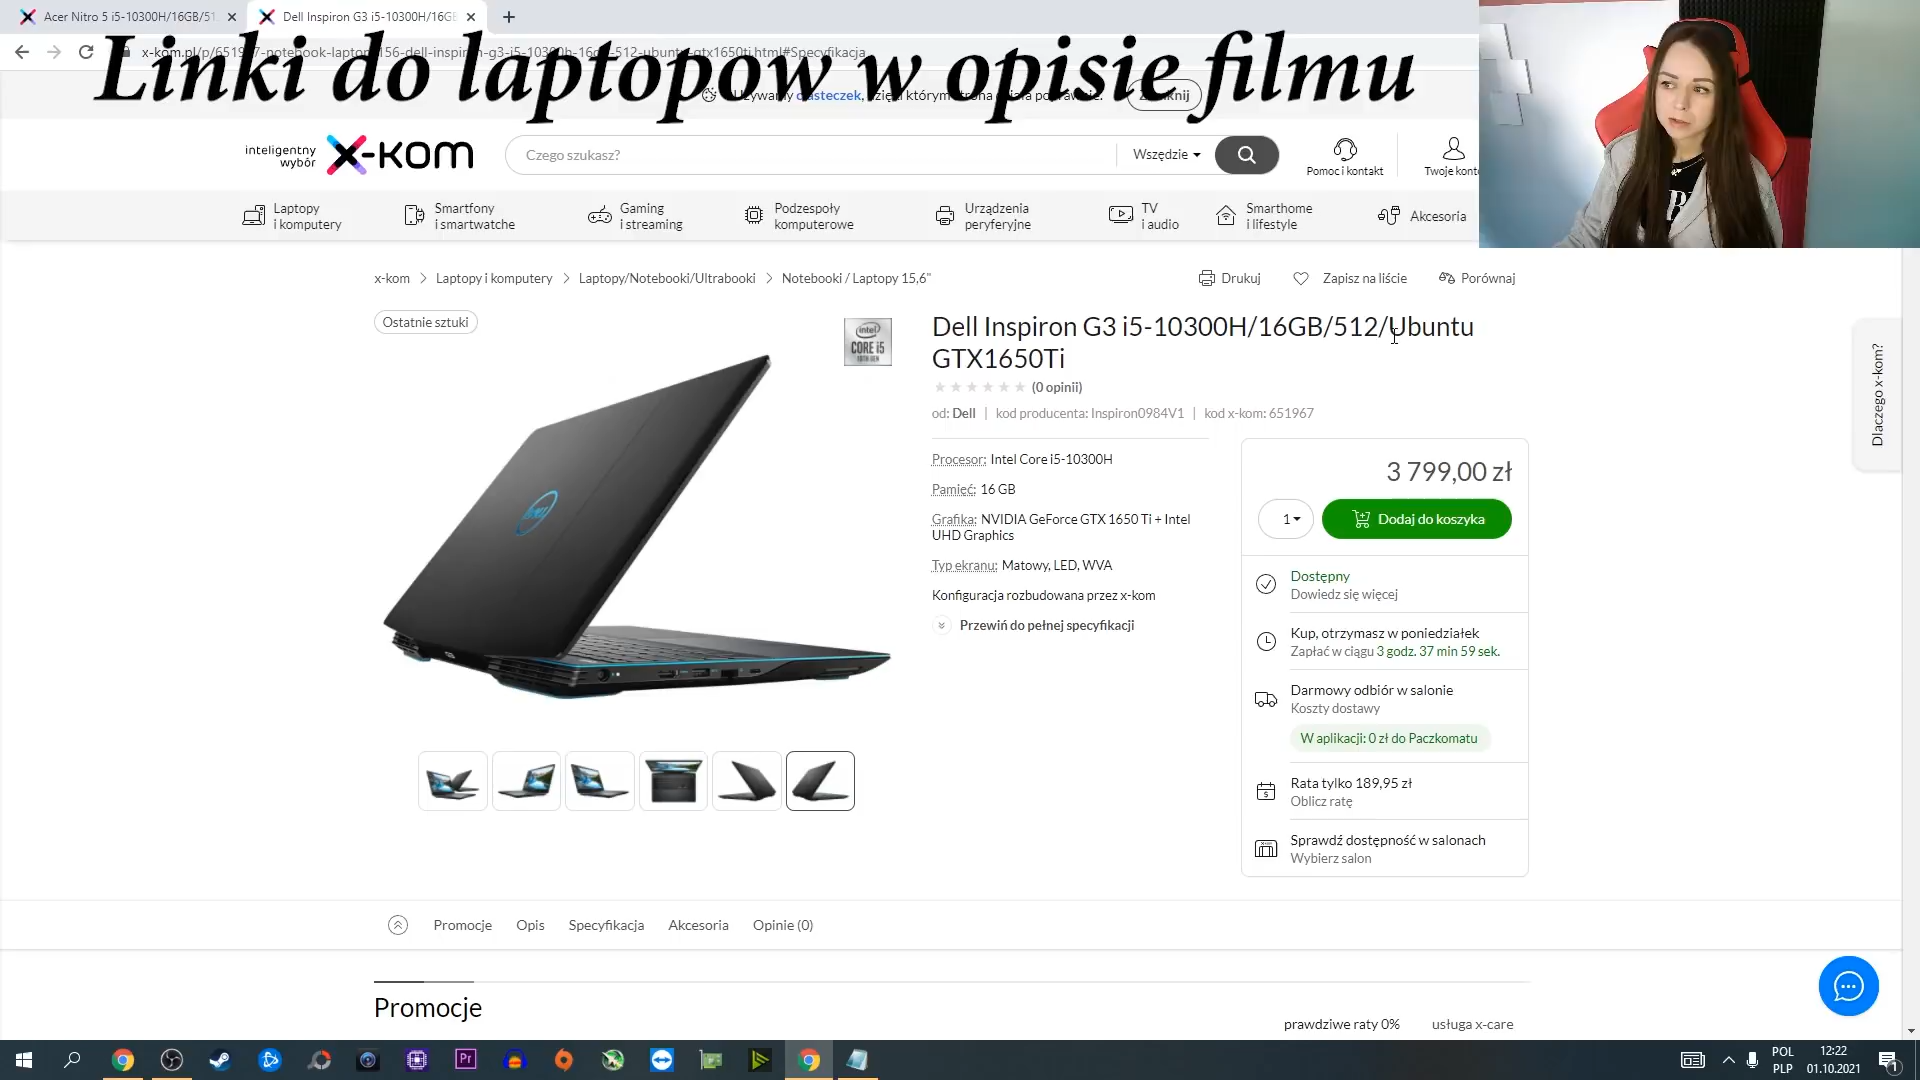 Acer Nitro 5 i5-10300H/16GB/51
Dell Inspiron G3 i5-10300H/16GB
Linki do laptopow w opisie filmu
inteligentny
wybór
x-kom
Czego szukasz?
Wszędzie
Pomoc i kontakt
Twoje konto
Laptopy
i komputery
Smartfony
i smartwatche
Gaming
i streaming
Podzespoły
komputerowe
Urządzenia
peryferyjne
TV
i audio
Smarthome
i lifestyle
Akcesoria
x-kom
Laptopy i komputery
Laptopy/Notebooki/Ultrabooki
Notebooki / Laptopy 15,6"
Drukuj
Zapisz na liście
Porównaj
Ostatnie sztuki
intel
CORE i5
Dell Inspiron G3 i5-10300H/16GB/512/Ubuntu
GTX1650Ti
(0 opinii)
od: Dell | kod producenta: Inspiron0984V1 | kod x-kom: 651967
Procesor: Intel Core i5-10300H
Pamięć: 16 GB
Grafika: NVIDIA GeForce GTX 1650 Ti + Intel
UHD Graphics
Typ ekranu: Matowy, LED, WVA
Konfiguracja rozbudowana przez x-kom
Przewiń do pełnej specyfikacji
3 799,00 zł
1
Dodaj do koszyka
Dostępny
Dowiedz się więcej
Kup, otrzymasz w poniedziałek
Zapłać w ciągu 3 godz. 37 min 59 sek.
Darmowy odbiór w salonie
Koszty dostawy
W aplikacji: 0 zł do Paczkomatu
Rata tylko 189,95 zł
Oblicz ratę
Sprawdź dostępność w salonach
Wybierz salon
Dlaczego x-kom?
Promocje
Opis
Specyfikacja
Akcesoria
Opinie (0)
Promocje
prawdziwe raty 0%
usługa x-care
POL
PLP
12:22
01.10.2021